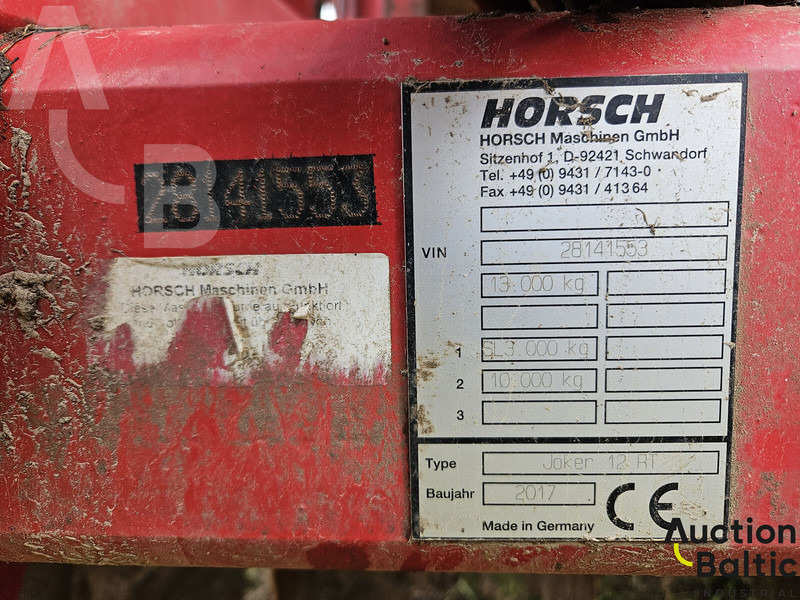 28141553
HORSCH
HORSCH Maschinen GmbH
HORSCH
HORSCH Maschinen GmbH
Sitzenhof 1, D-92421 Schwandorf
Tel. +49 (0) 9431 / 7143-0
Fax +49 (0) 9431 / 413 64
VIN 28141553
13.000 kg
1 SL3.000 kg
2 10.000 kg
3
Type Joker 12 RT
Baujahr 2017
Made in Germany CE
Auction
Baltic
INDUSTRIAL
A
B